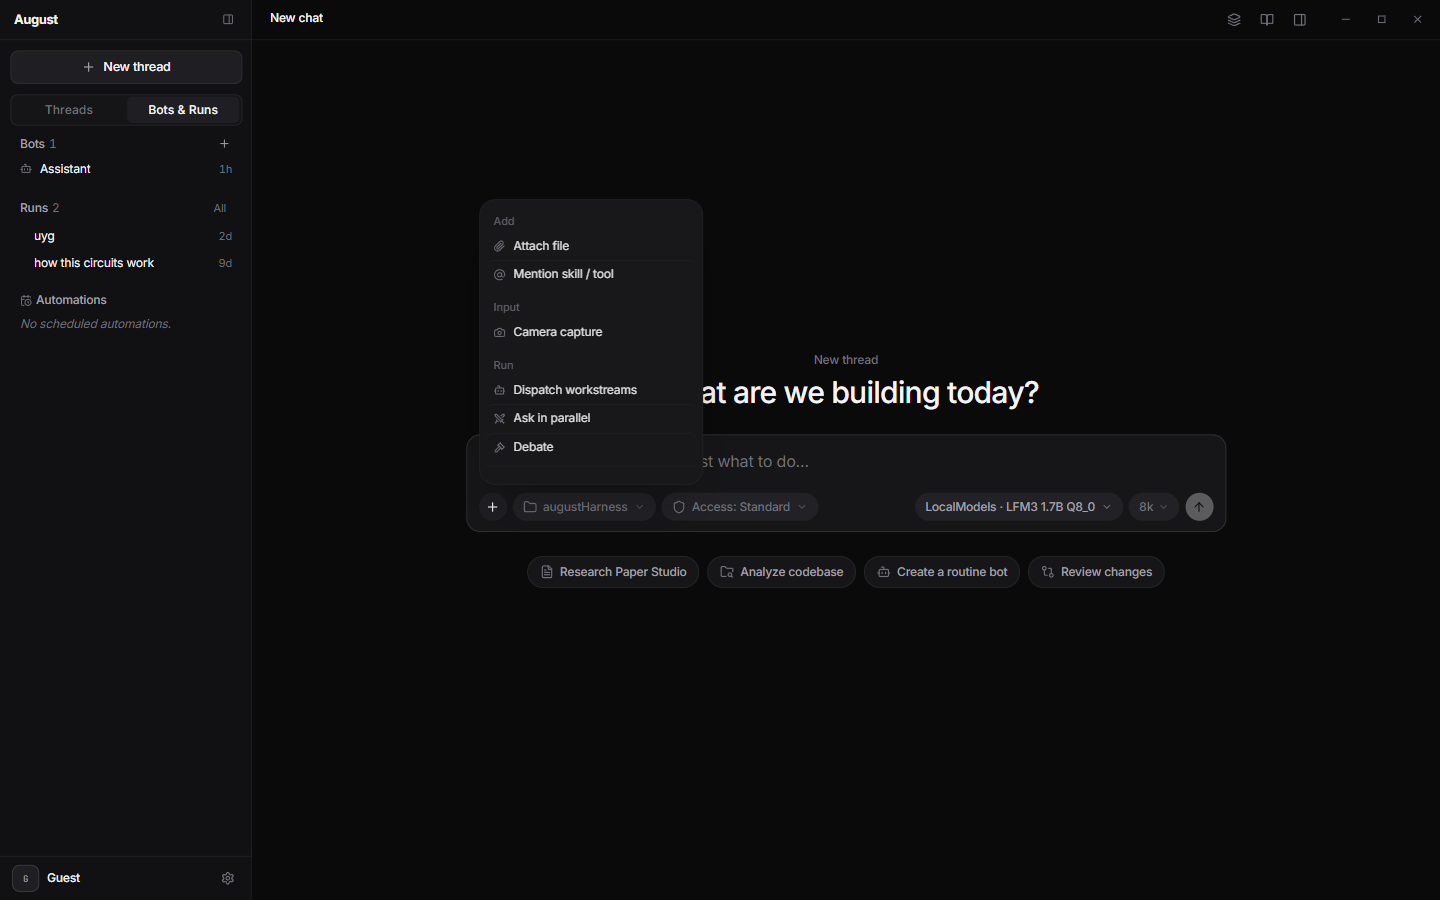 August
New chat
New thread
Threads
Bots & Runs
Bots 1
Assistant
1h
Runs 2
All
uyg
2d
how this circuits work
9d
Automations
No scheduled automations.
Add
Attach file
Mention skill / tool
Input
Camera capture
Run
Dispatch workstreams
Ask in parallel
Debate
New thread
at are we building today?
st what to do...
augustHarness
Access: Standard
LocalModels · LFM3 1.7B Q8_0
8k
Research Paper Studio
Analyze codebase
Create a routine bot
Review changes
G
Guest